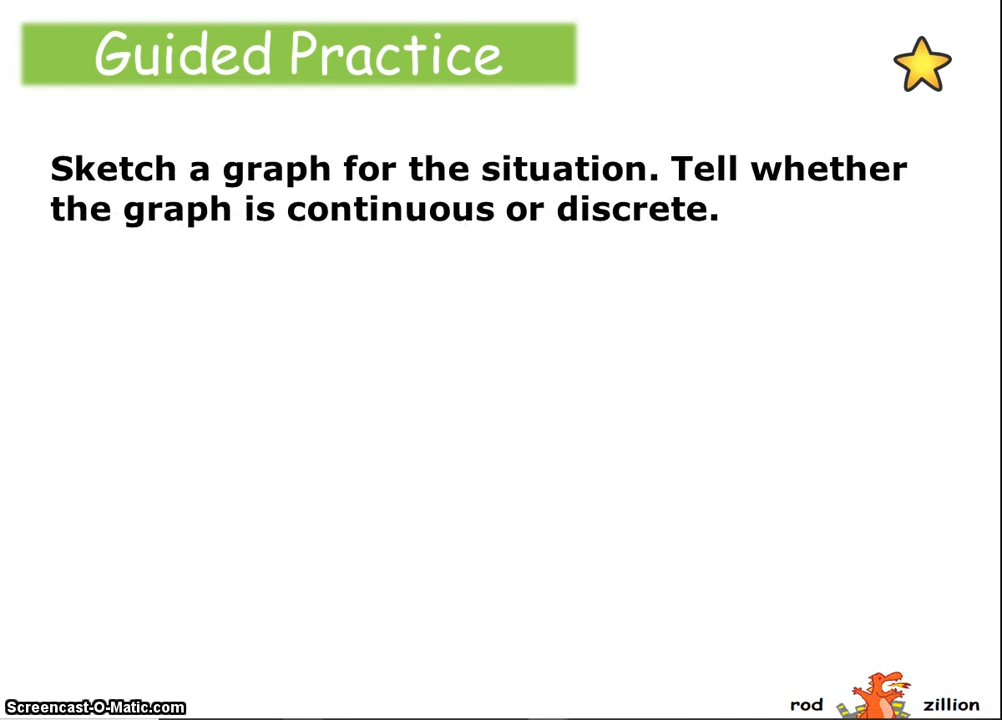 Guided Practice
Sketch a graph for the situation. Tell whether
the graph is continuous or discrete.
Screencast-O-Matic.com
rod zillion